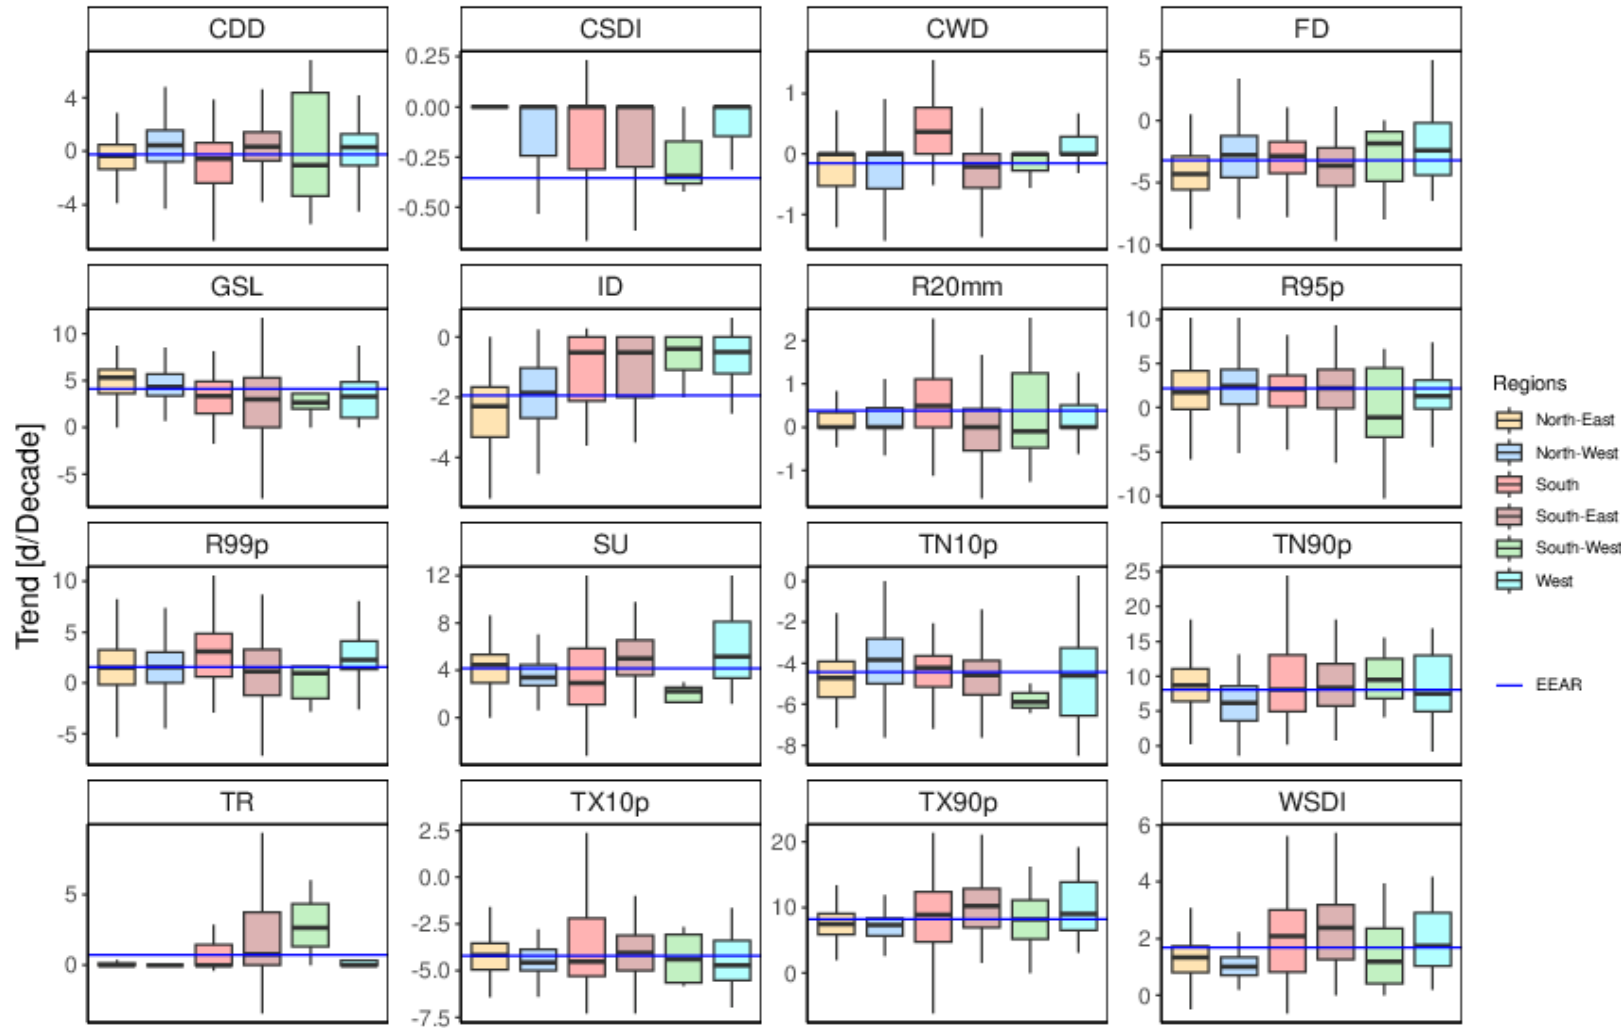 CDD
CSDI
CWD
FD
4
0
-4
0.25
0.00
-0.25
-0.50
1
0
-1
5
0
-5
-10
GSL
ID
R20mm
R95p
10
5
0
-5
0
-2
-4
2
1
0
-1
10
5
0
-5
-10
R99p
SU
TN10p
TN90p
10
5
0
-5
12
8
4
0
0
-2
-4
-6
-8
25
20
15
10
5
0
TR
TX10p
TX90p
WSDI
5
0
2.5
0.0
-2.5
-5.0
-7.5
20
10
0
6
4
2
0
Trend [d/Decade]
Regions
North-East
North-West
South
South-East
South-West
West
EEAR